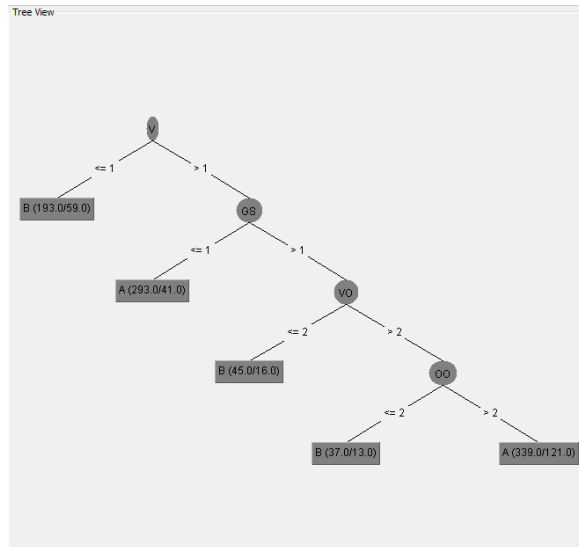 Tree View
V
<= 1
> 1
B (193.0/59.0)
GS
<= 1
> 1
A (293.0/41.0)
VO
<= 2
> 2
B (45.0/16.0)
OO
<= 2
> 2
B (37.0/13.0)
A (339.0/121.0)